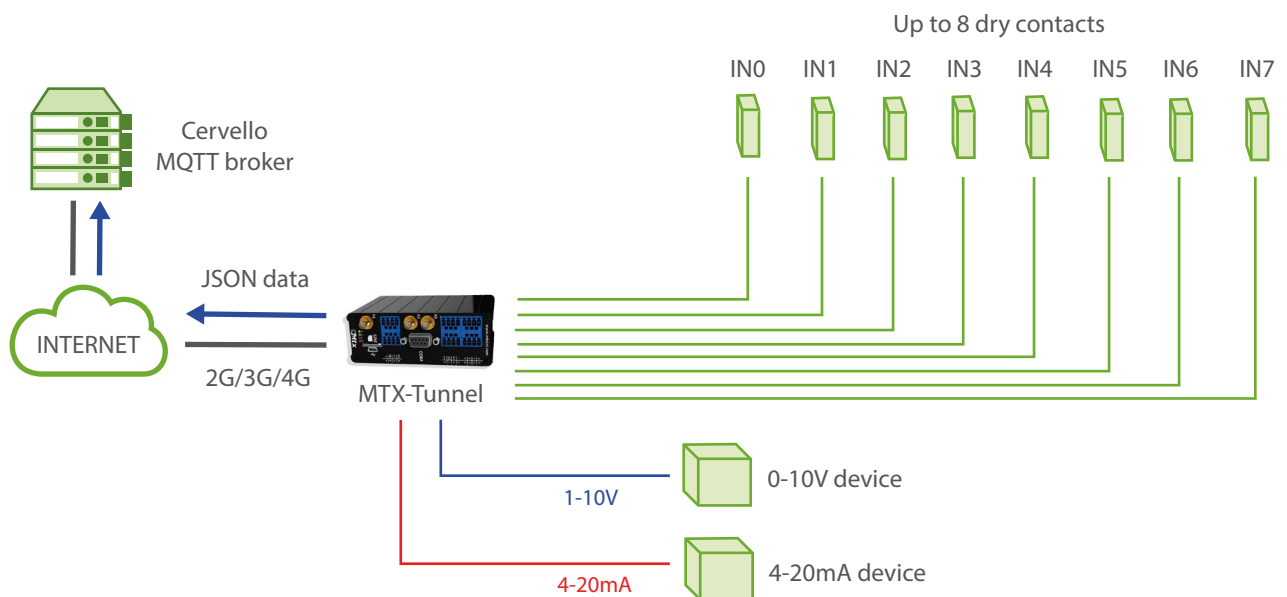 Up to 8 dry contacts
IN0 IN1 IN2 IN3 IN4 IN5 IN6 IN7
Cervello
MQTT broker
JSON data
INTERNET
2G/3G/4G
MTX-Tunnel
1-10V
0-10V device
4-20mA
4-20mA device